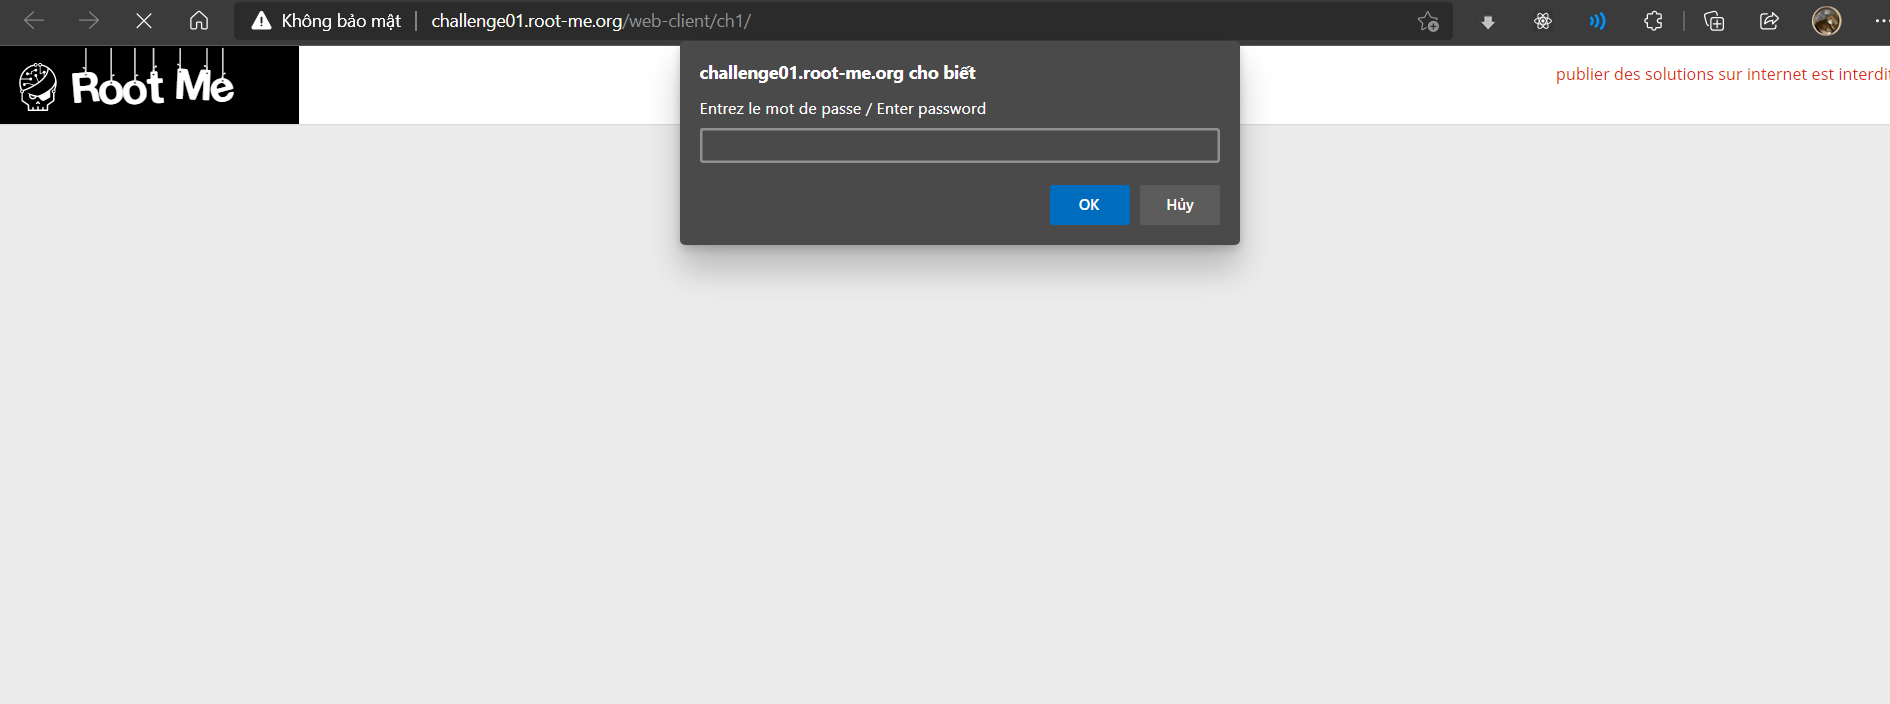 Không bảo mật | challenge01.root-me.org/web-client/ch1/
Root Me
publier des solutions sur internet est interdit
challenge01.root-me.org cho biết
Entrez le mot de passe / Enter password
OK
Hủy